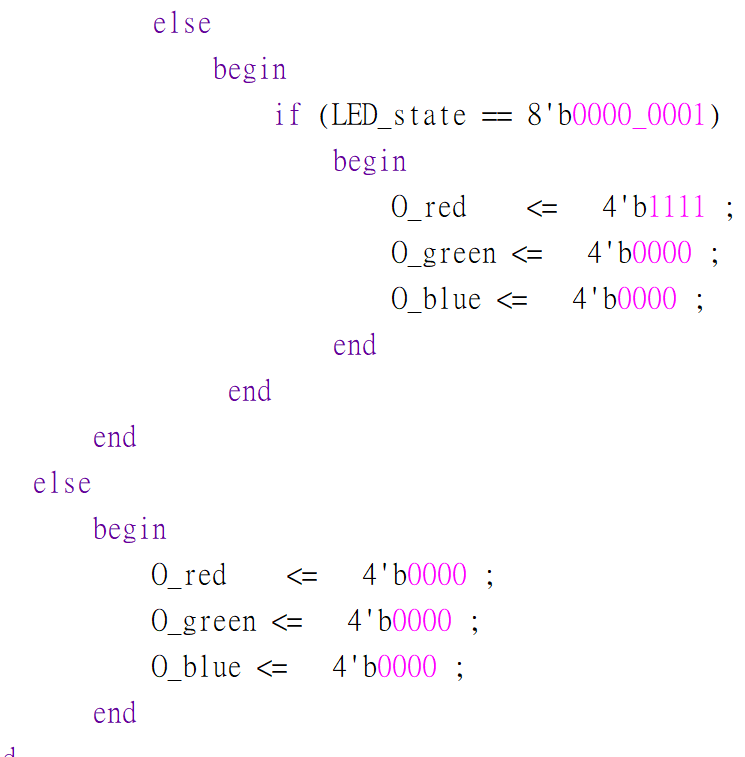 else
begin
if (LED_state == 8'b0000_0001)
begin
O_red <= 4'b1111 ;
O_green <= 4'b0000 ;
O_blue <= 4'b0000 ;
end
end
end
else
begin
O_red <= 4'b0000 ;
O_green <= 4'b0000 ;
O_blue <= 4'b0000 ;
end